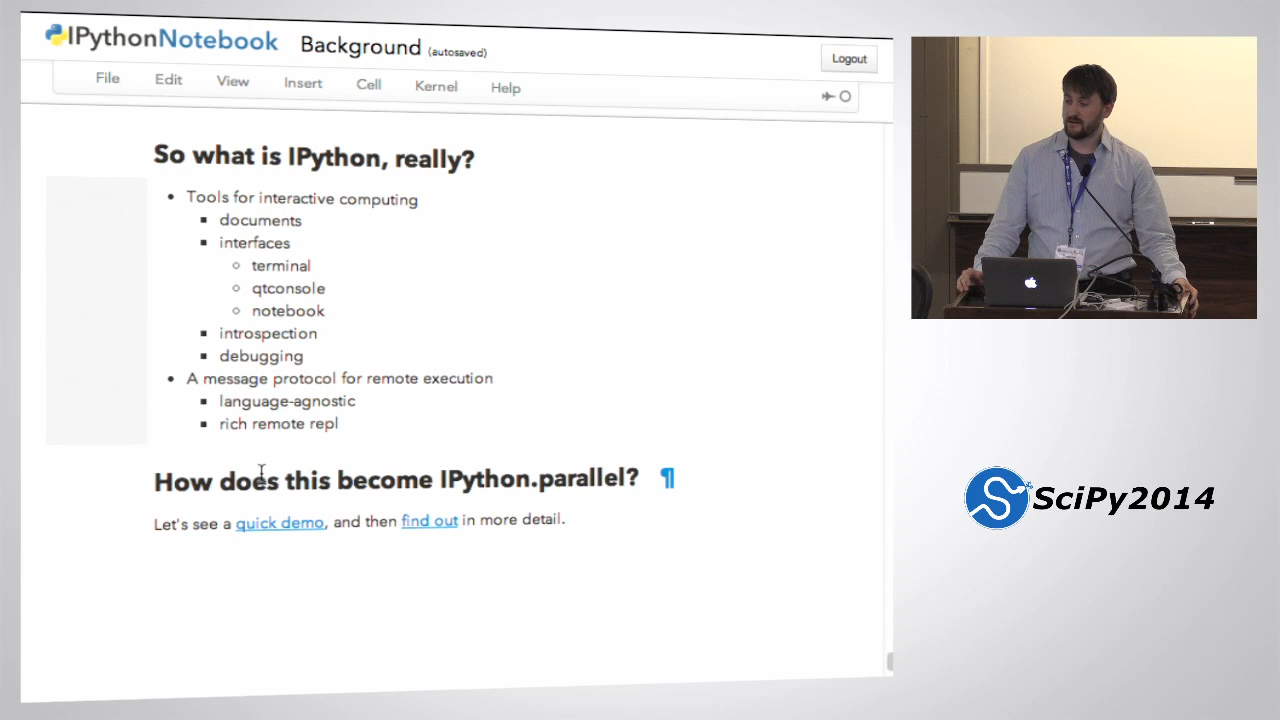 IPythonNotebook Background (autosaved)
Logout
File Edit View Insert Cell Kernel Help
So what is IPython, really?
Tools for interactive computing
documents
interfaces
terminal
qtconsole
notebook
introspection
debugging
A message protocol for remote execution
language-agnostic
rich remote repl
How does this become IPython.parallel? ¶
Let's see a quick demo, and then find out in more detail.
SciPy2014